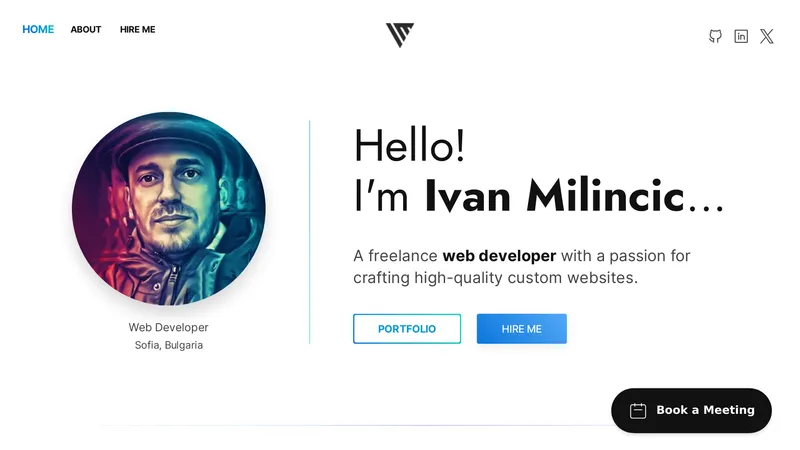 HOME ABOUT HIRE ME
Hello!
I'm Ivan Milincic...
A freelance web developer with a passion for
crafting high-quality custom websites.
PORTFOLIO HIRE ME
Web Developer
Sofia, Bulgaria
Book a Meeting